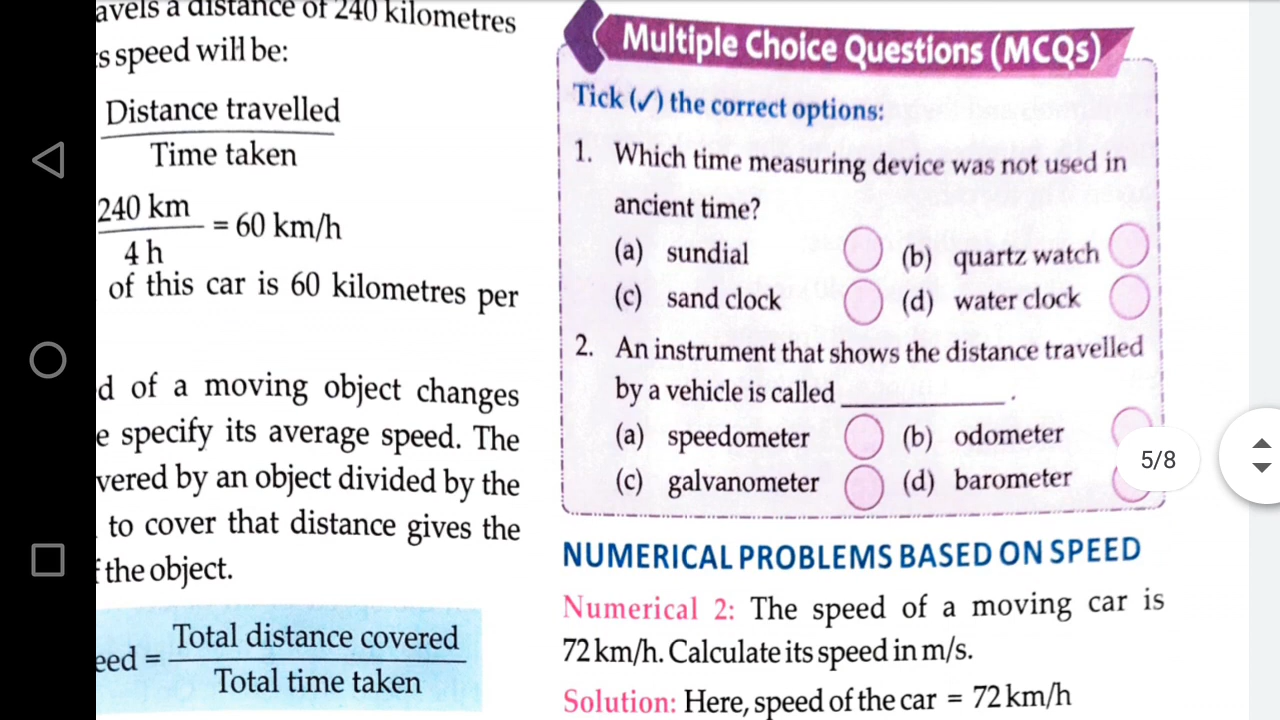 avels a distance of 240 kilometres
s speed will be:
Distance travelled
Time taken
240 km
4 h
= 60 km/h
of this car is 60 kilometres per
d of a moving object changes
e specify its average speed. The
vered by an object divided by the
to cover that distance gives the
f the object.
eed = Total distance covered
Total time taken
Multiple Choice Questions (MCQs)
Tick (✓) the correct options:
1. Which time measuring device was not used in
ancient time?
(a) sundial (b) quartz watch
(c) sand clock (d) water clock
2. An instrument that shows the distance travelled
by a vehicle is called ____________ .
(a) speedometer (b) odometer
(c) galvanometer (d) barometer
5/8
NUMERICAL PROBLEMS BASED ON SPEED
Numerical 2: The speed of a moving car is
72 km/h. Calculate its speed in m/s.
Solution: Here, speed of the car = 72 km/h